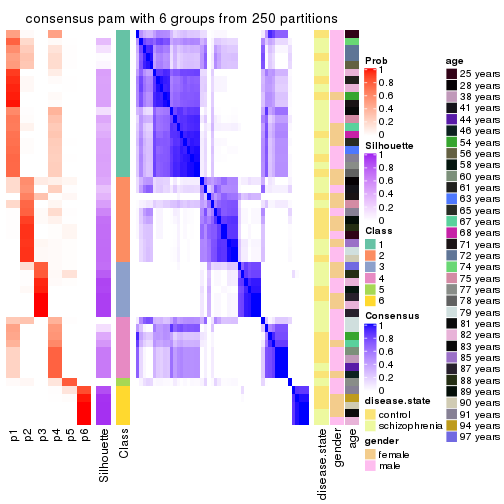 consensus pam with 6 groups from 250 partitions
p1
p2
p3
p4
p5
p6
Silhouette
Class
disease.state
gender
age
Prob
1
0.8
0.6
0.4
0.2
0
Silhouette
1
0.8
0.6
0.4
0.2
0
Class
1
2
3
4
5
6
Consensus
1
0.8
0.6
0.4
0.2
0
disease.state
control
schizophrenia
gender
female
male
age
25 years
28 years
38 years
41 years
44 years
46 years
54 years
56 years
58 years
60 years
61 years
63 years
65 years
67 years
68 years
71 years
72 years
74 years
75 years
77 years
78 years
79 years
81 years
82 years
83 years
85 years
87 years
88 years
89 years
90 years
91 years
94 years
97 years